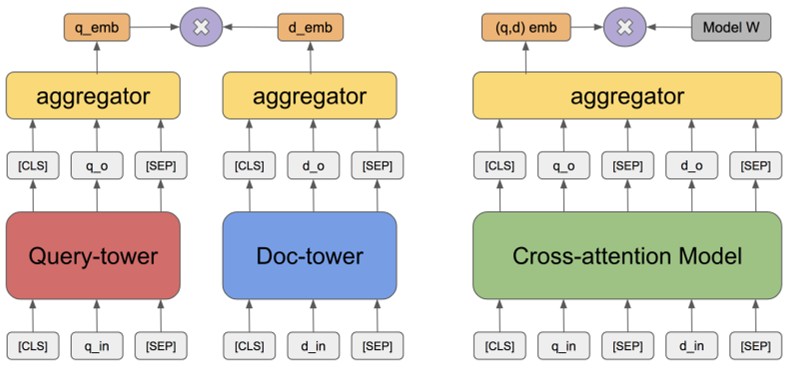 q_emb d_emb (q,d) emb Model W
aggregator aggregator aggregator
[CLS] q_o [SEP] [CLS] d_o [SEP] [CLS] q_o [SEP] d_o [SEP]
Query-tower Doc-tower Cross-attention Model
[CLS] q_in [SEP] [CLS] d_in [SEP] [CLS] q_in [SEP] d_in [SEP]